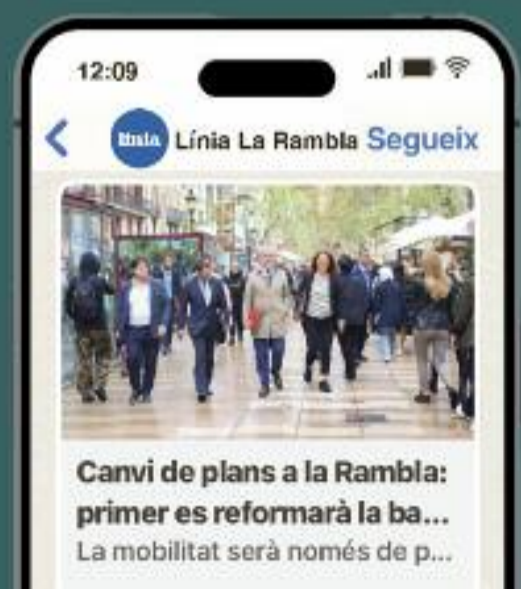 12:09
línia Línia La Rambla Segueix
Canvi de plans a la Rambla:
primer es reformarà la ba...
La mobilitat serà només de p...